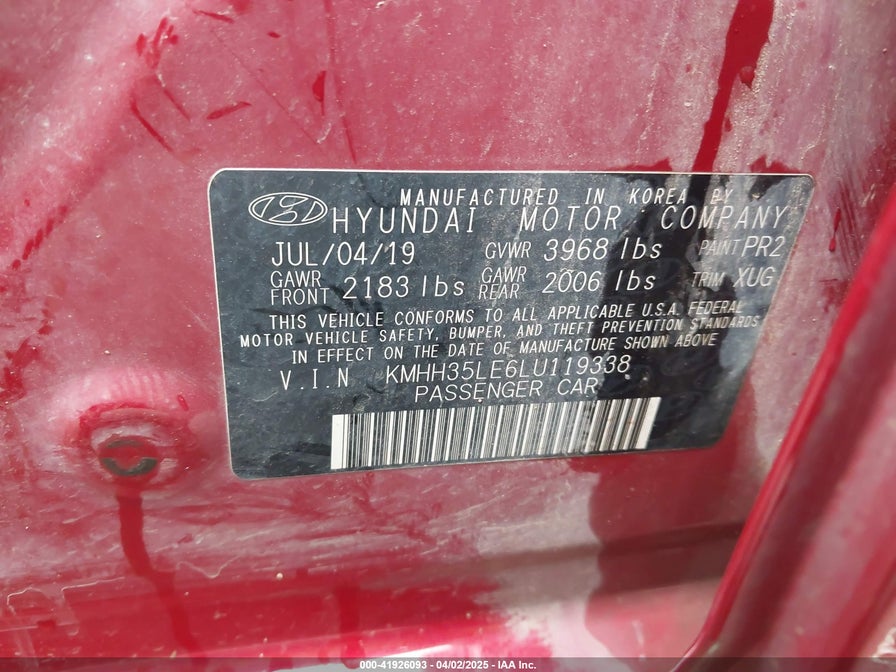 MANUFACTURED IN KOREA BY
HYUNDAI MOTOR COMPANY
JUL/04/19 GVWR 3968 lbs PAINT PR2
GAWR FRONT 2183 lbs GAWR REAR 2006 lbs TRIM XUG
THIS VEHICLE CONFORMS TO ALL APPLICABLE U.S.A. FEDERAL
MOTOR VEHICLE SAFETY, BUMPER, AND THEFT PREVENTION STANDARDS
IN EFFECT ON THE DATE OF MANUFACTURE SHOWN ABOVE
V.I.N KMHH35LE6LU119338
PASSENGER CAR
000-41926093 - 04/02/2025 - IAA Inc.